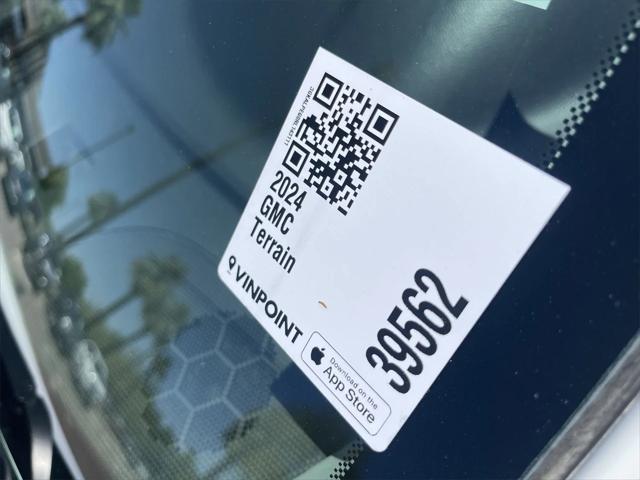 2024
GMC
Terrain
VINPOINT
Download on the
App Store
39562